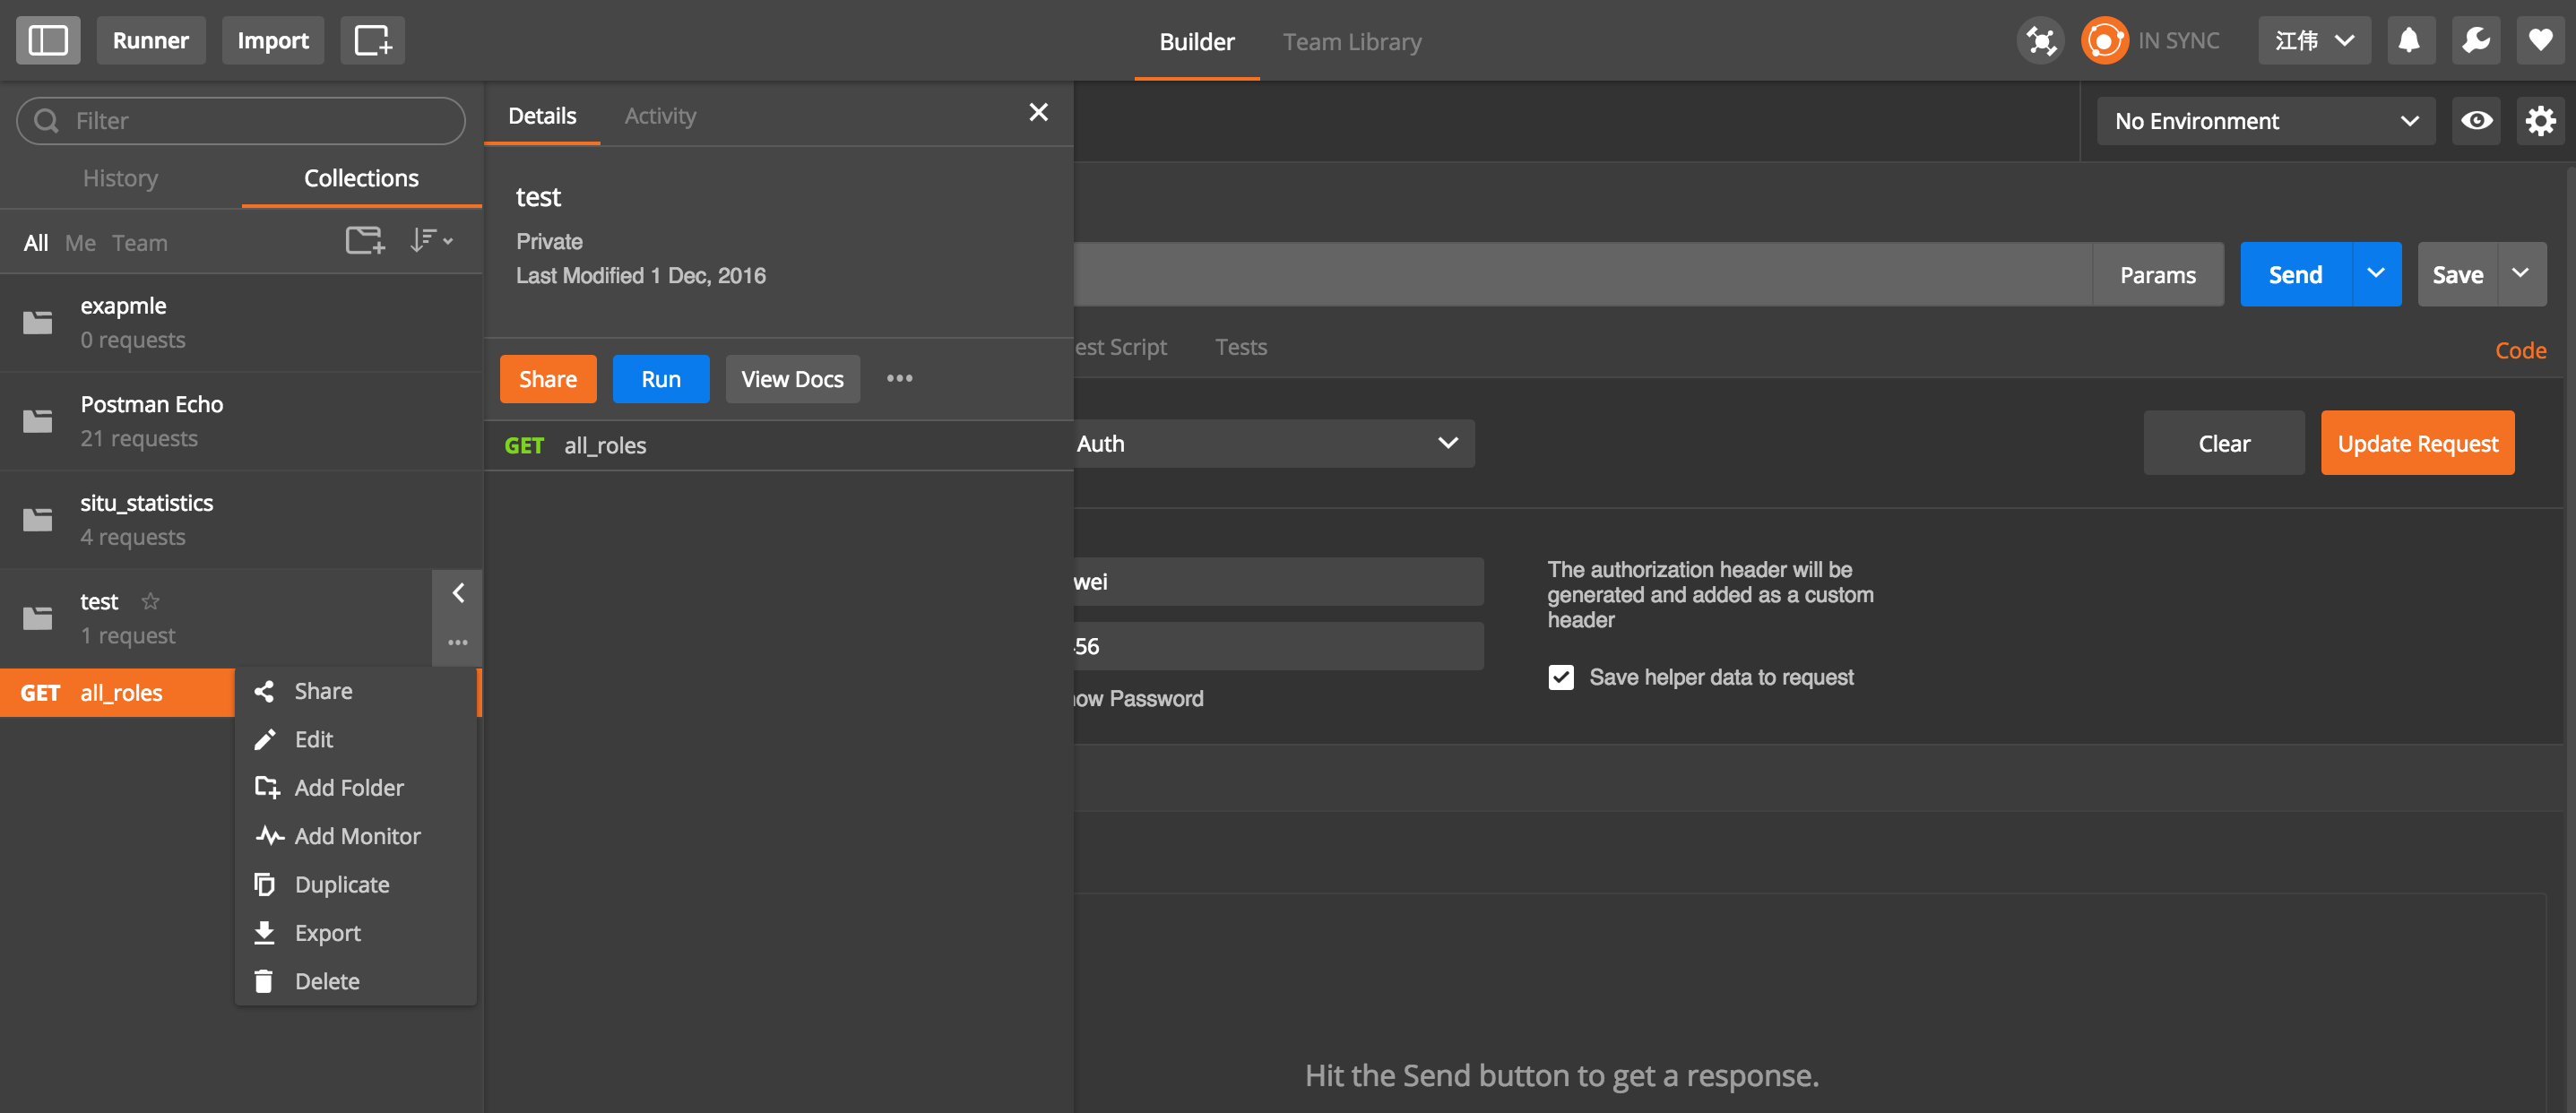 Runner Import Builder Team Library IN SYNC 江伟
Filter
Details Activity
No Environment
History Collections
All Me Team
exapmle
0 requests
Postman Echo
21 requests
situ_statistics
4 requests
test
1 request
GET all_roles
Share
Edit
Add Folder
Add Monitor
Duplicate
Export
Delete
test
Private
Last Modified 1 Dec, 2016
Share Run View Docs
GET all_roles
Params Send Save
est Script Tests Code
Auth Clear Update Request
wei
56
ow Password
The authorization header will be
generated and added as a custom
header
Save helper data to request
Hit the Send button to get a response.